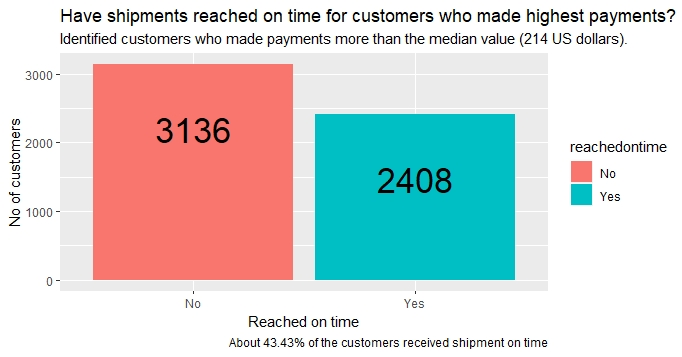 Have shipments reached on time for customers who made highest payments?
Identified customers who made payments more than the median value (214 US dollars).
No of customers
3000
2000
1000
0
3136
2408
No
Yes
Reached on time
reachedontime
No
Yes
About 43.43% of the customers received shipment on time